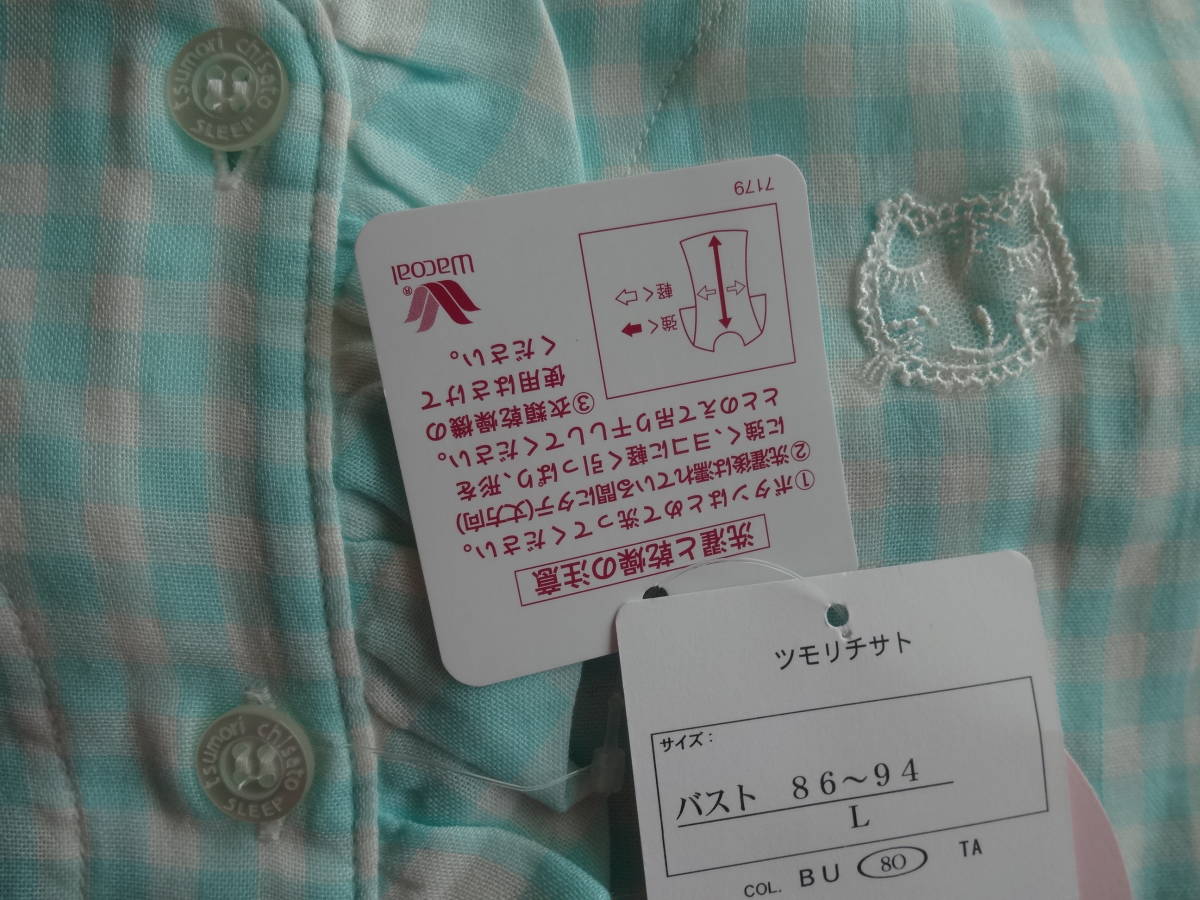 tsumori chisato
SLEEP
洗濯と乾燥の注意
①ボタンはとめて洗ってください。
②洗濯後は濡れている間にタテ(丈方向)
に強く、ヨコに軽く引っぱり、形を
ととのえて吊り干ししてください。
③衣類乾燥機の
使用はさけて
ください。
強く
軽く
Wacoal
®
7179
ツモリチサト
サイズ：
バスト 86～94
L
COL. BU 80 TA
tsumori chisato
SLEEP